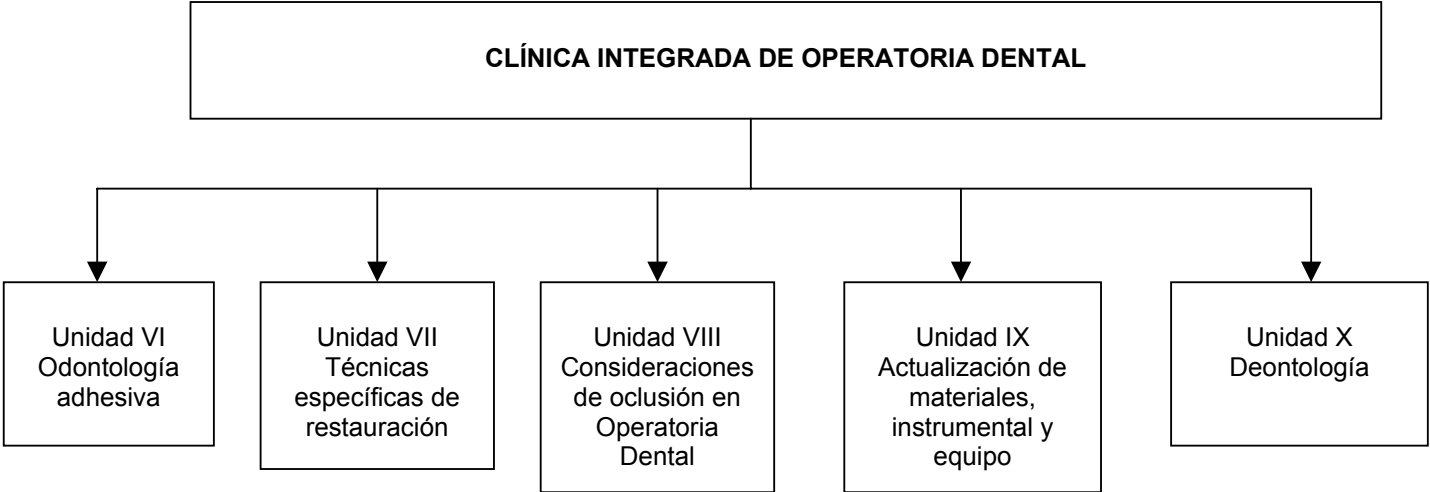 CLÍNICA INTEGRADA DE OPERATORIA DENTAL
Unidad VI
Odontología
adhesiva
Unidad VII
Técnicas
específicas de
restauración
Unidad VIII
Consideraciones
de oclusión en
Operatoria
Dental
Unidad IX
Actualización de
materiales,
instrumental y
equipo
Unidad X
Deontología